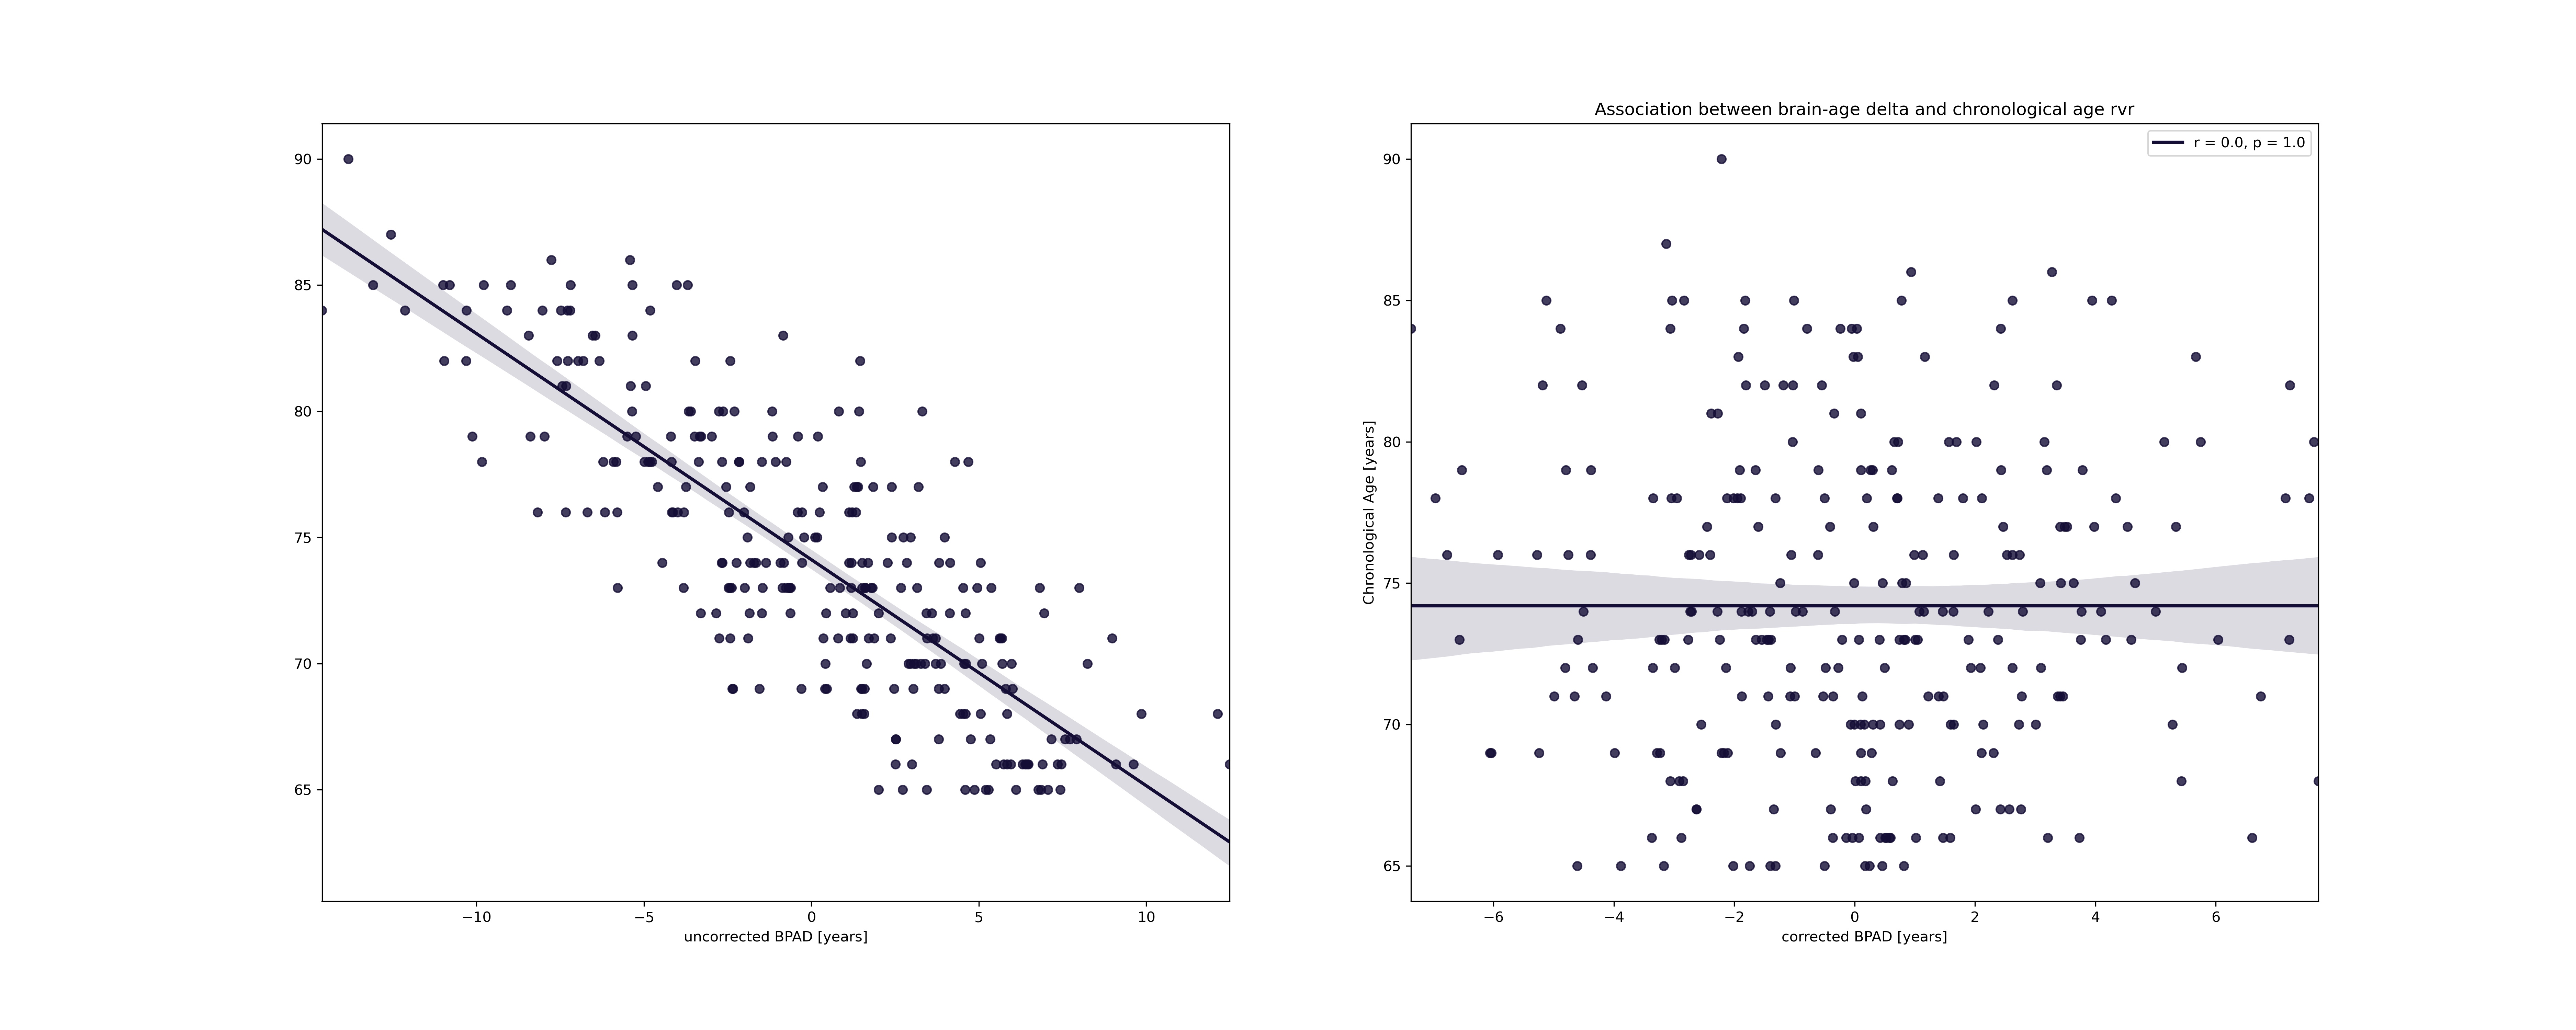 90
85
80
75
70
65
−10 −5 0 5 10
uncorrected BPAD [years]
Association between brain-age delta and chronological age rvr
r = 0.0, p = 1.0
Chronological Age [years]
90
85
80
75
70
65
−6 −4 −2 0 2 4 6
corrected BPAD [years]